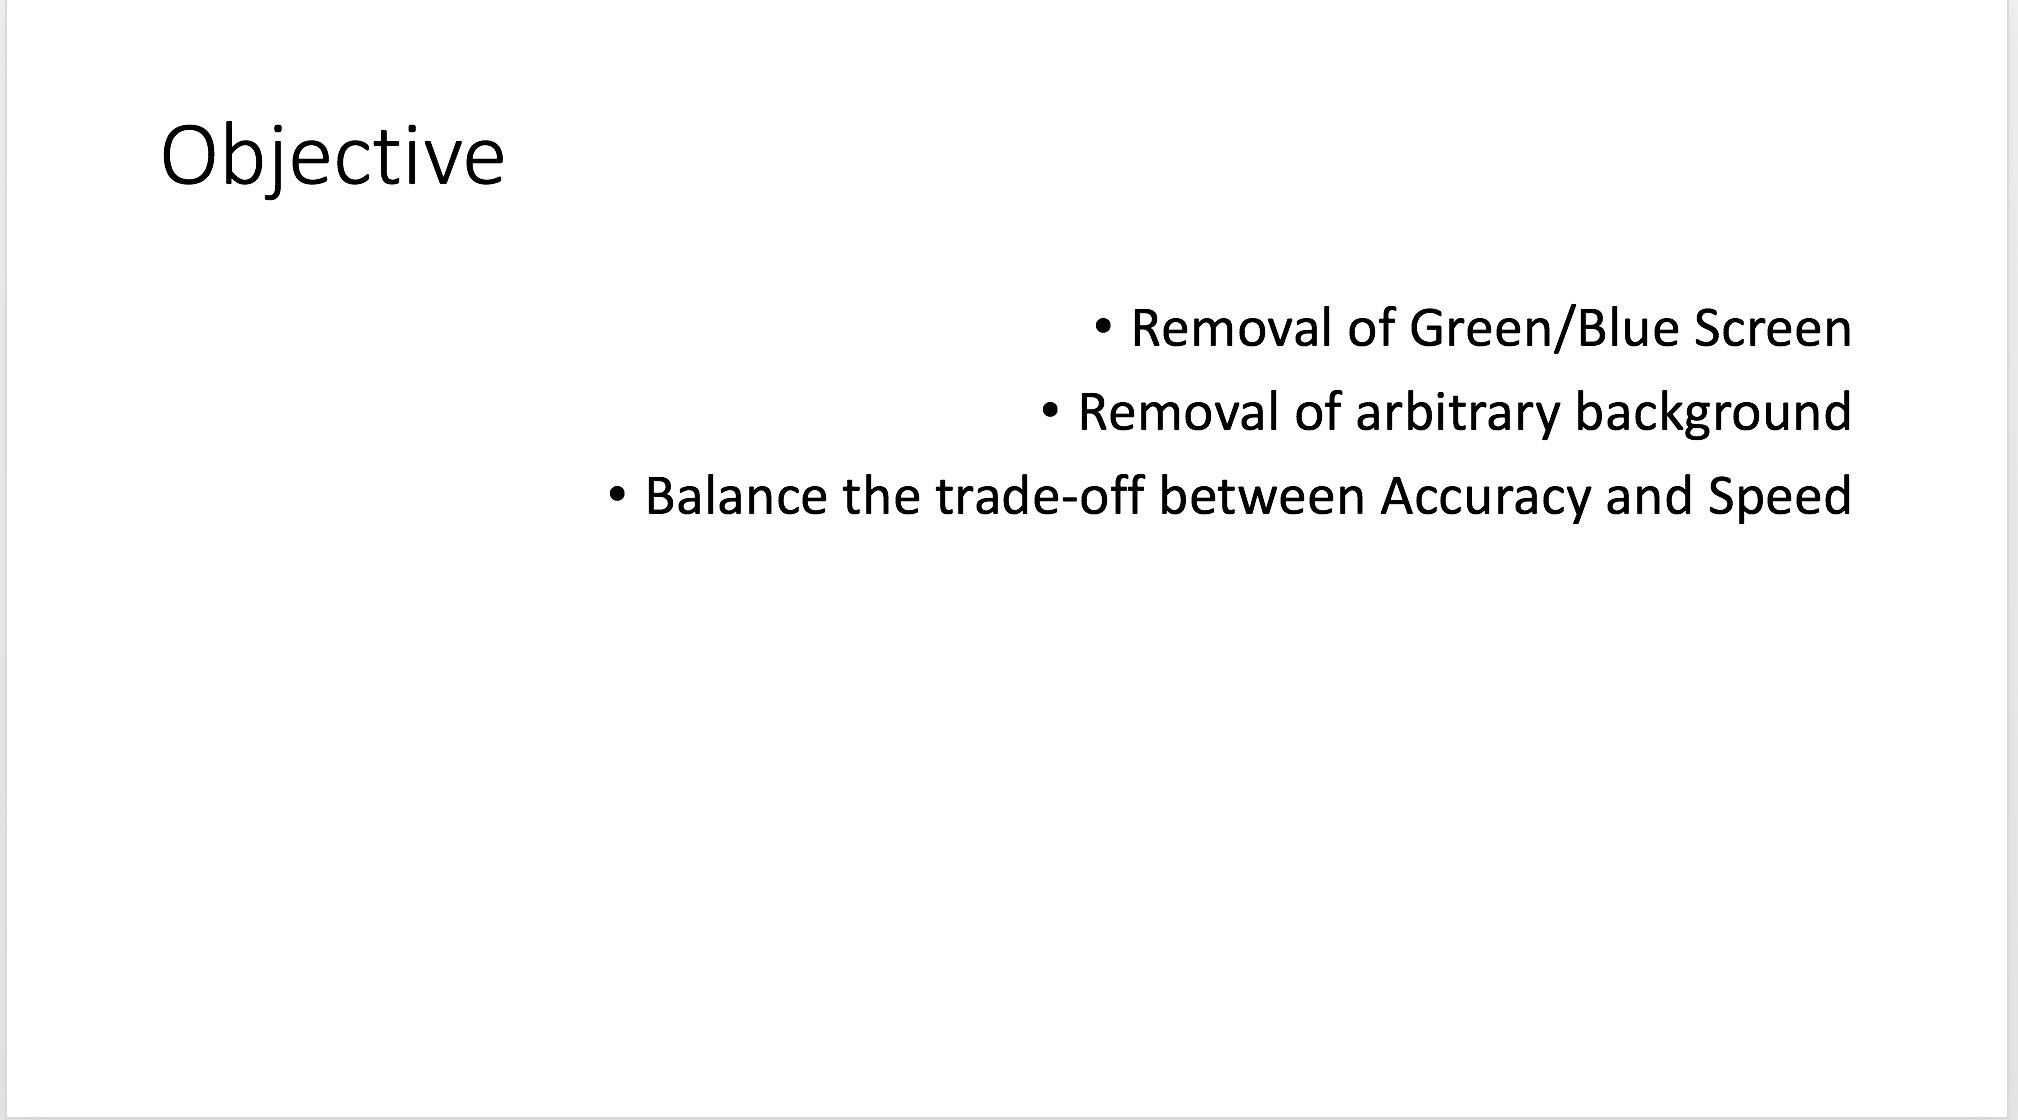 Objective
• Removal of Green/Blue Screen
• Removal of arbitrary background
• Balance the trade-off between Accuracy and Speed